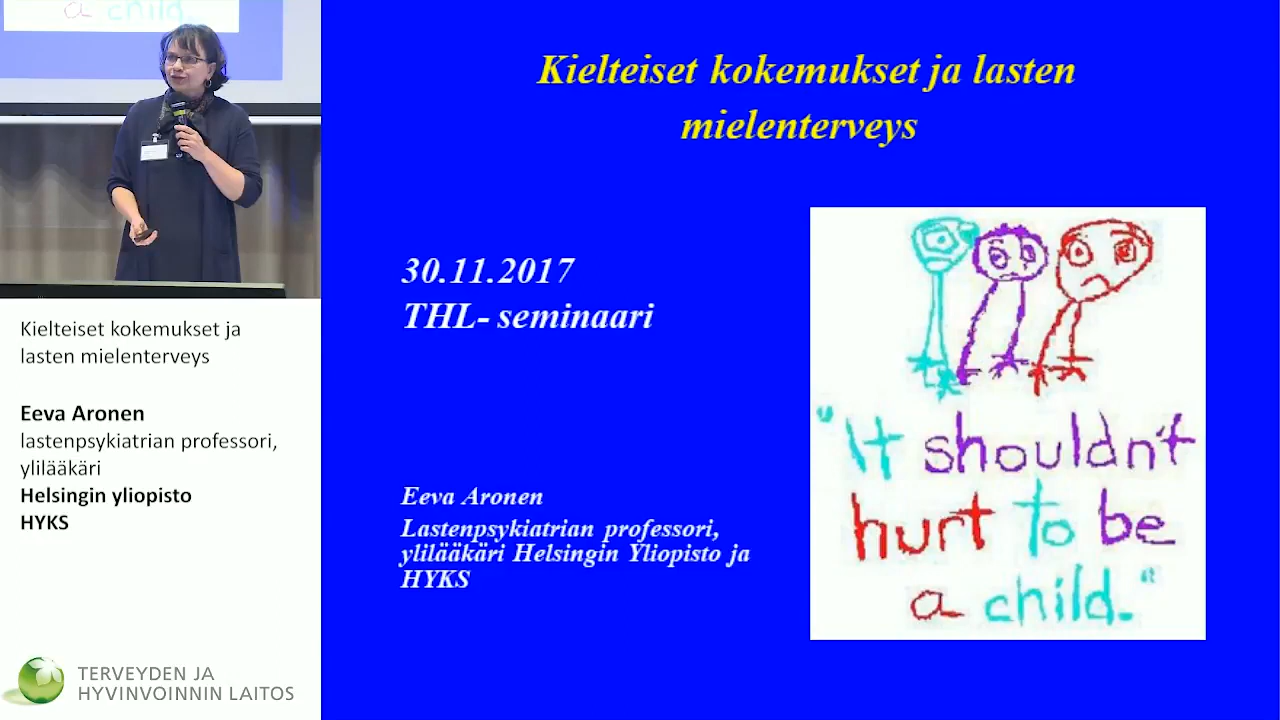 a child
Kielteiset kokemukset ja
lasten mielenterveys
Eeva Aronen
lastenpsykiatrian professori,
ylilääkäri
Helsingin yliopisto
HYKS
TERVEYDEN JA
HYVINVOINNIN LAITOS
Kielteiset kokemukset ja lasten
mielenterveys
30.11.2017
THL- seminaari
Eeva Aronen
Lastenpsykiatrian professori,
ylilääkäri Helsingin Yliopisto ja
HYKS
"It shouldn't
hurt to be
a child."